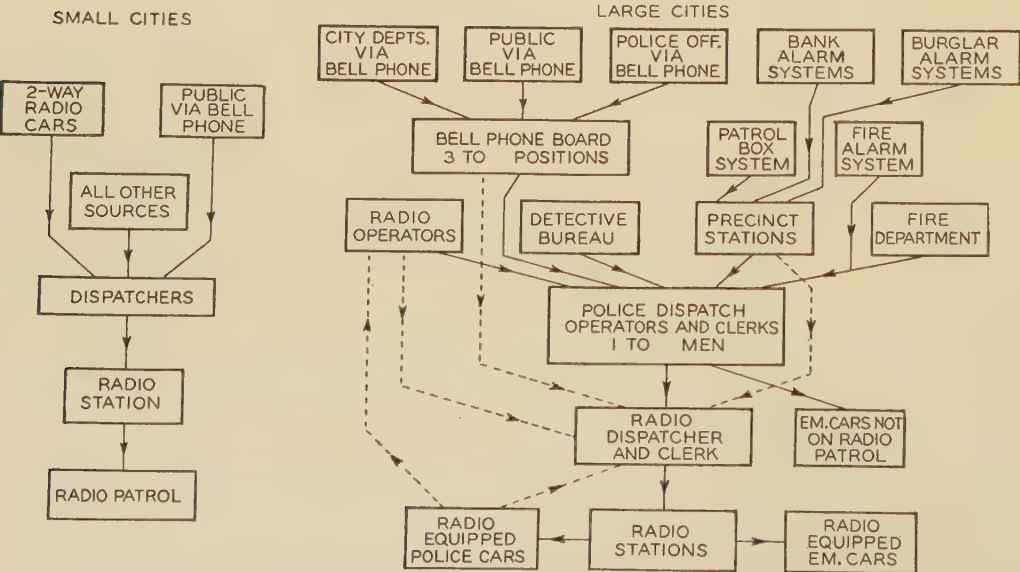 SMALL CITIES
2-WAY
RADIO
CARS
PUBLIC
VIA BELL
PHONE
ALL OTHER
SOURCES
DISPATCHERS
RADIO
STATION
RADIO PATROL
LARGE CITIES
CITY DEPTS.
VIA
BELL PHONE
PUBLIC
VIA
BELL PHONE
POLICE OFF.
VIA
BELL PHONE
BANK
ALARM
SYSTEMS
BURGLAR
ALARM
SYSTEMS
BELL PHONE BOARD
3 TO POSITIONS
PATROL
BOX
SYSTEM
FIRE
ALARM
SYSTEM
RADIO
OPERATORS
DETECTIVE
BUREAU
PRECINCT
STATIONS
FIRE
DEPARTMENT
POLICE DISPATCH
OPERATORS AND CLERKS
1 TO MEN
RADIO
DISPATCHER
AND CLERK
EM. CARS NOT
ON RADIO
PATROL
RADIO
EQUIPPED
POLICE CARS
RADIO
STATIONS
RADIO
EQUIPPED
EM. CARS